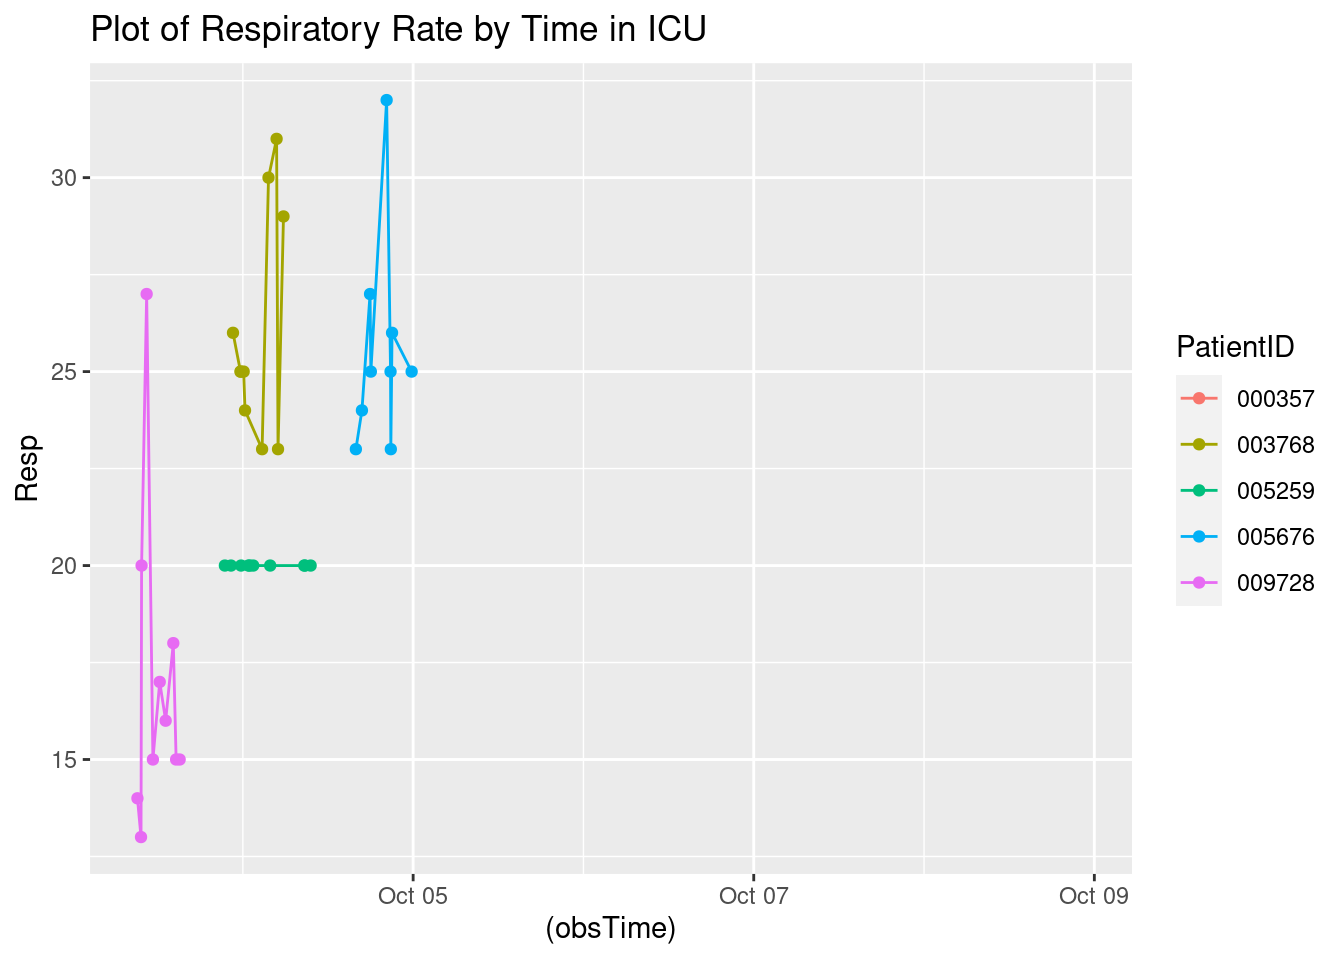 Plot of Respiratory Rate by Time in ICU
30
25
20
15
Resp
Oct 05
Oct 07
Oct 09
(obsTime)
PatientID
000357
003768
005259
005676
009728